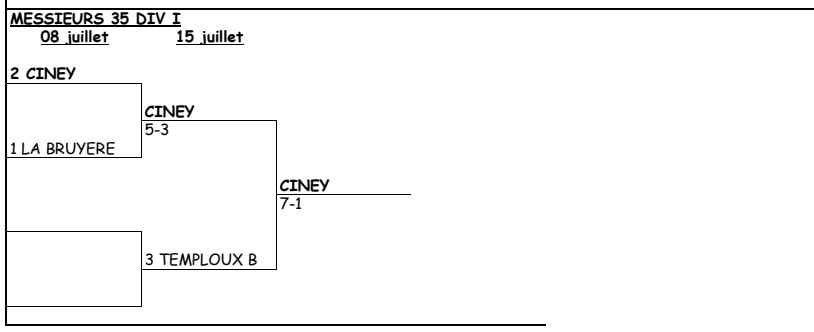 MESSIEURS 35 DIV I
08 juillet 15 juillet
2 CINEY
CINEY
5-3
1 LA BRUYERE
CINEY
7-1
3 TEMPLOUX B